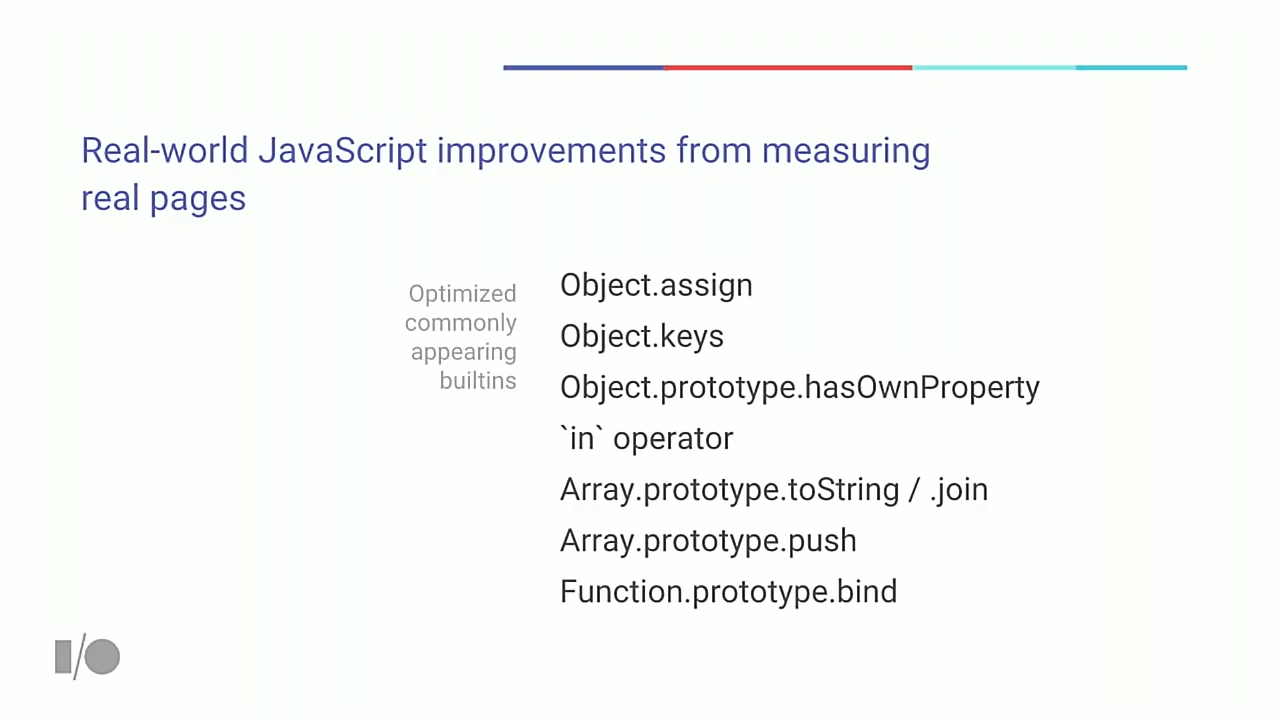 Real-world JavaScript improvements from measuring
real pages
Optimized
commonly
appearing
builtins
Object.assign
Object.keys
Object.prototype.hasOwnProperty
`in` operator
Array.prototype.toString / .join
Array.prototype.push
Function.prototype.bind
I/O